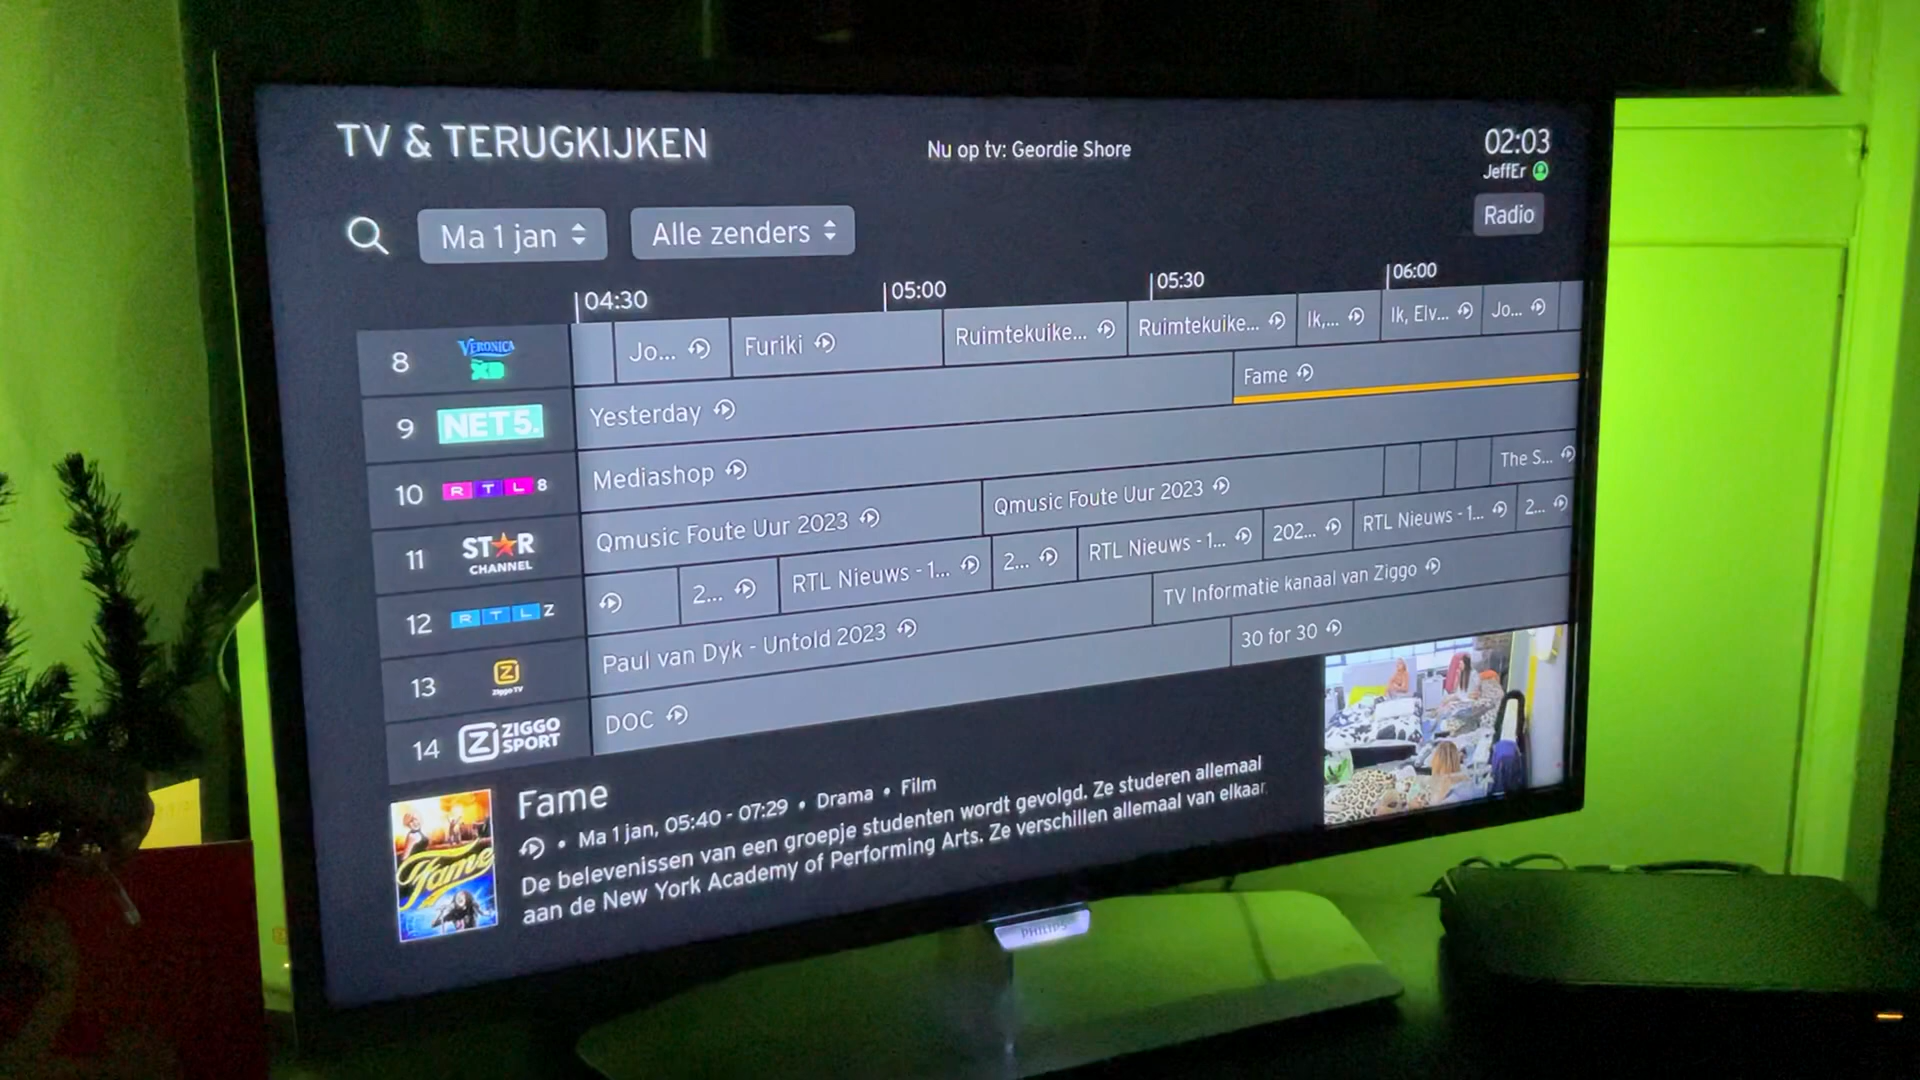 TV & TERUGKIJKEN
Nu op tv: Geordie Shore
02:03
JeffEr
Ma 1 jan
Alle zenders
Radio
04:30
05:00
05:30
06:00
8
VERONICA
XD
Jo...
Furiki
Ruimtekuike...
Ruimtekuike...
Ik,...
Ik, Elv...
Jo...
9
NET5.
Yesterday
Fame
10
RTL 8
Mediashop
11
STAR
CHANNEL
Qmusic Foute Uur 2023
Qmusic Foute Uur 2023
The S...
12
RTL Z
2...
RTL Nieuws - 1...
2...
RTL Nieuws - 1...
202...
RTL Nieuws - 1...
2...
13
Ziggo TV
Paul van Dyk - Untold 2023
TV Informatie kanaal van Ziggo
14
ZIGGO
SPORT
DOC
30 for 30
Fame
Fame
• Ma 1 jan, 05:40 - 07:29 • Drama • Film
De belevenissen van een groepje studenten wordt gevolgd. Ze studeren allemaal
aan de New York Academy of Performing Arts. Ze verschillen allemaal van elkaar
PHILIPS